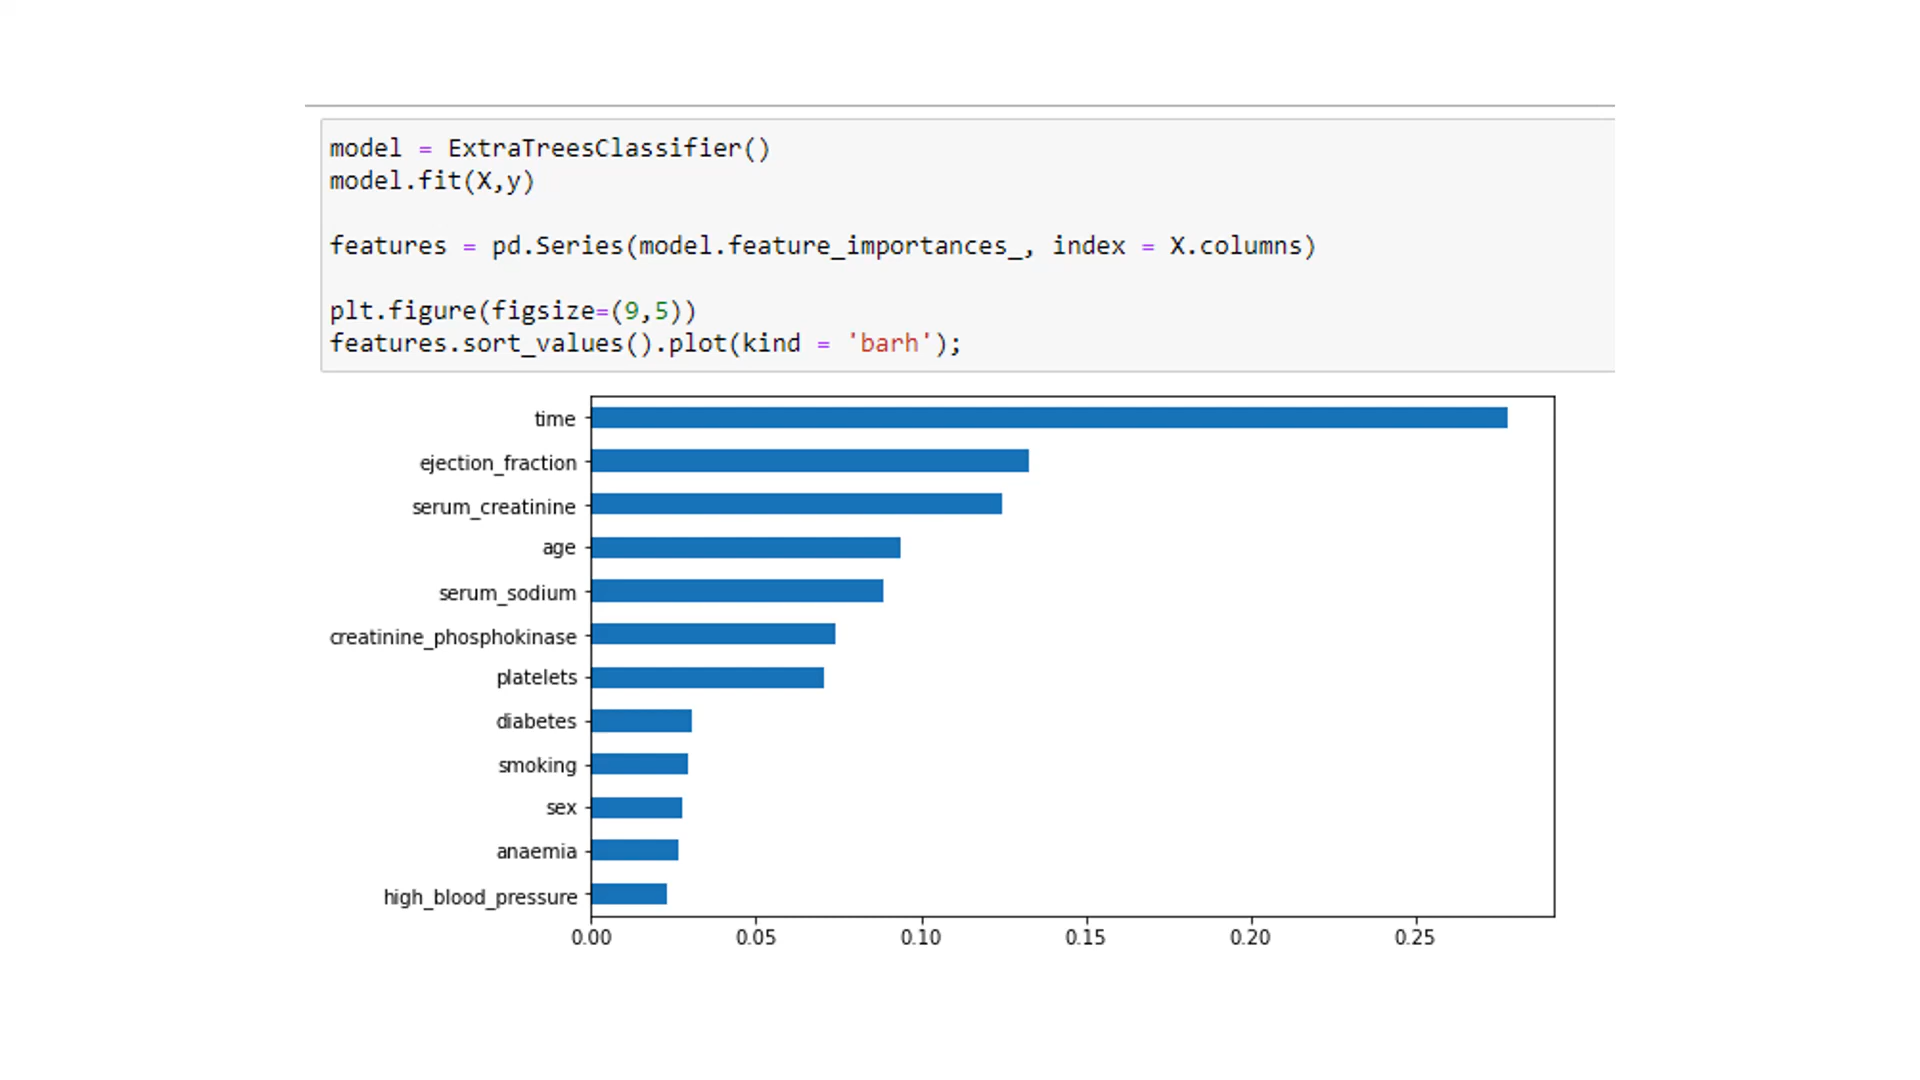 model = ExtraTreesClassifier()
model.fit(X,y)
features = pd.Series(model.feature_importances_, index = X.columns)
plt.figure(figsize=(9,5))
features.sort_values().plot(kind = 'barh');
time
ejection_fraction
serum_creatinine
age
serum_sodium
creatinine_phosphokinase
platelets
diabetes
smoking
sex
anaemia
high_blood_pressure
0.00 0.05 0.10 0.15 0.20 0.25